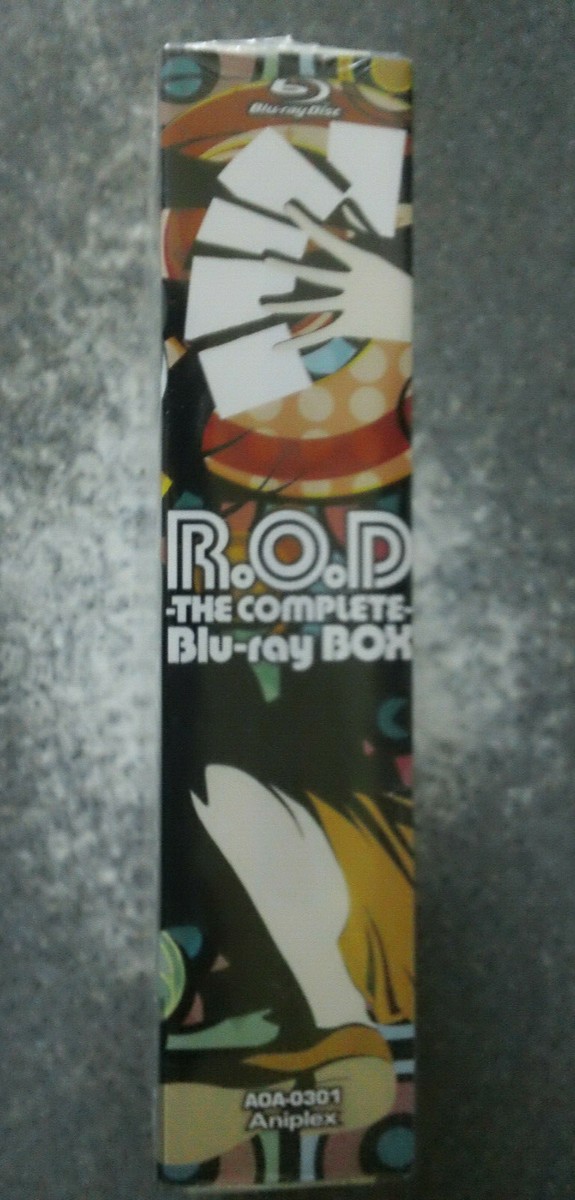 Blu-ray Disc
R.O.D
-THE COMPLETE-
Blu-ray BOX
AOA-0301
Aniplex